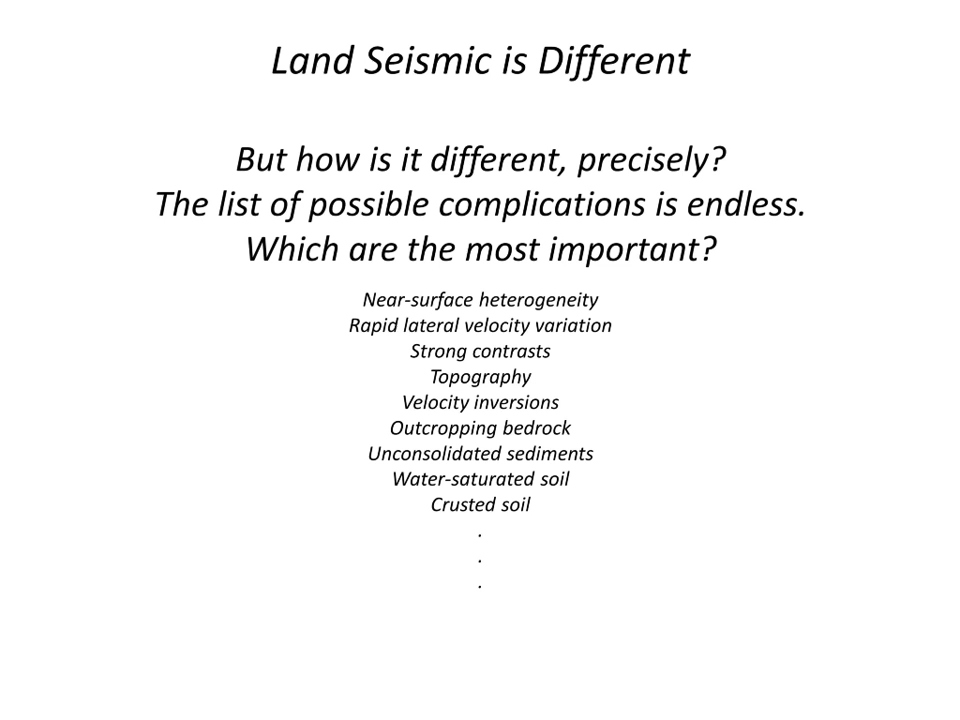 Land Seismic is Different
But how is it different, precisely?
The list of possible complications is endless.
Which are the most important?
Near-surface heterogeneity
Rapid lateral velocity variation
Strong contrasts
Topography
Velocity inversions
Outcropping bedrock
Unconsolidated sediments
Water-saturated soil
Crusted soil
.
.
.